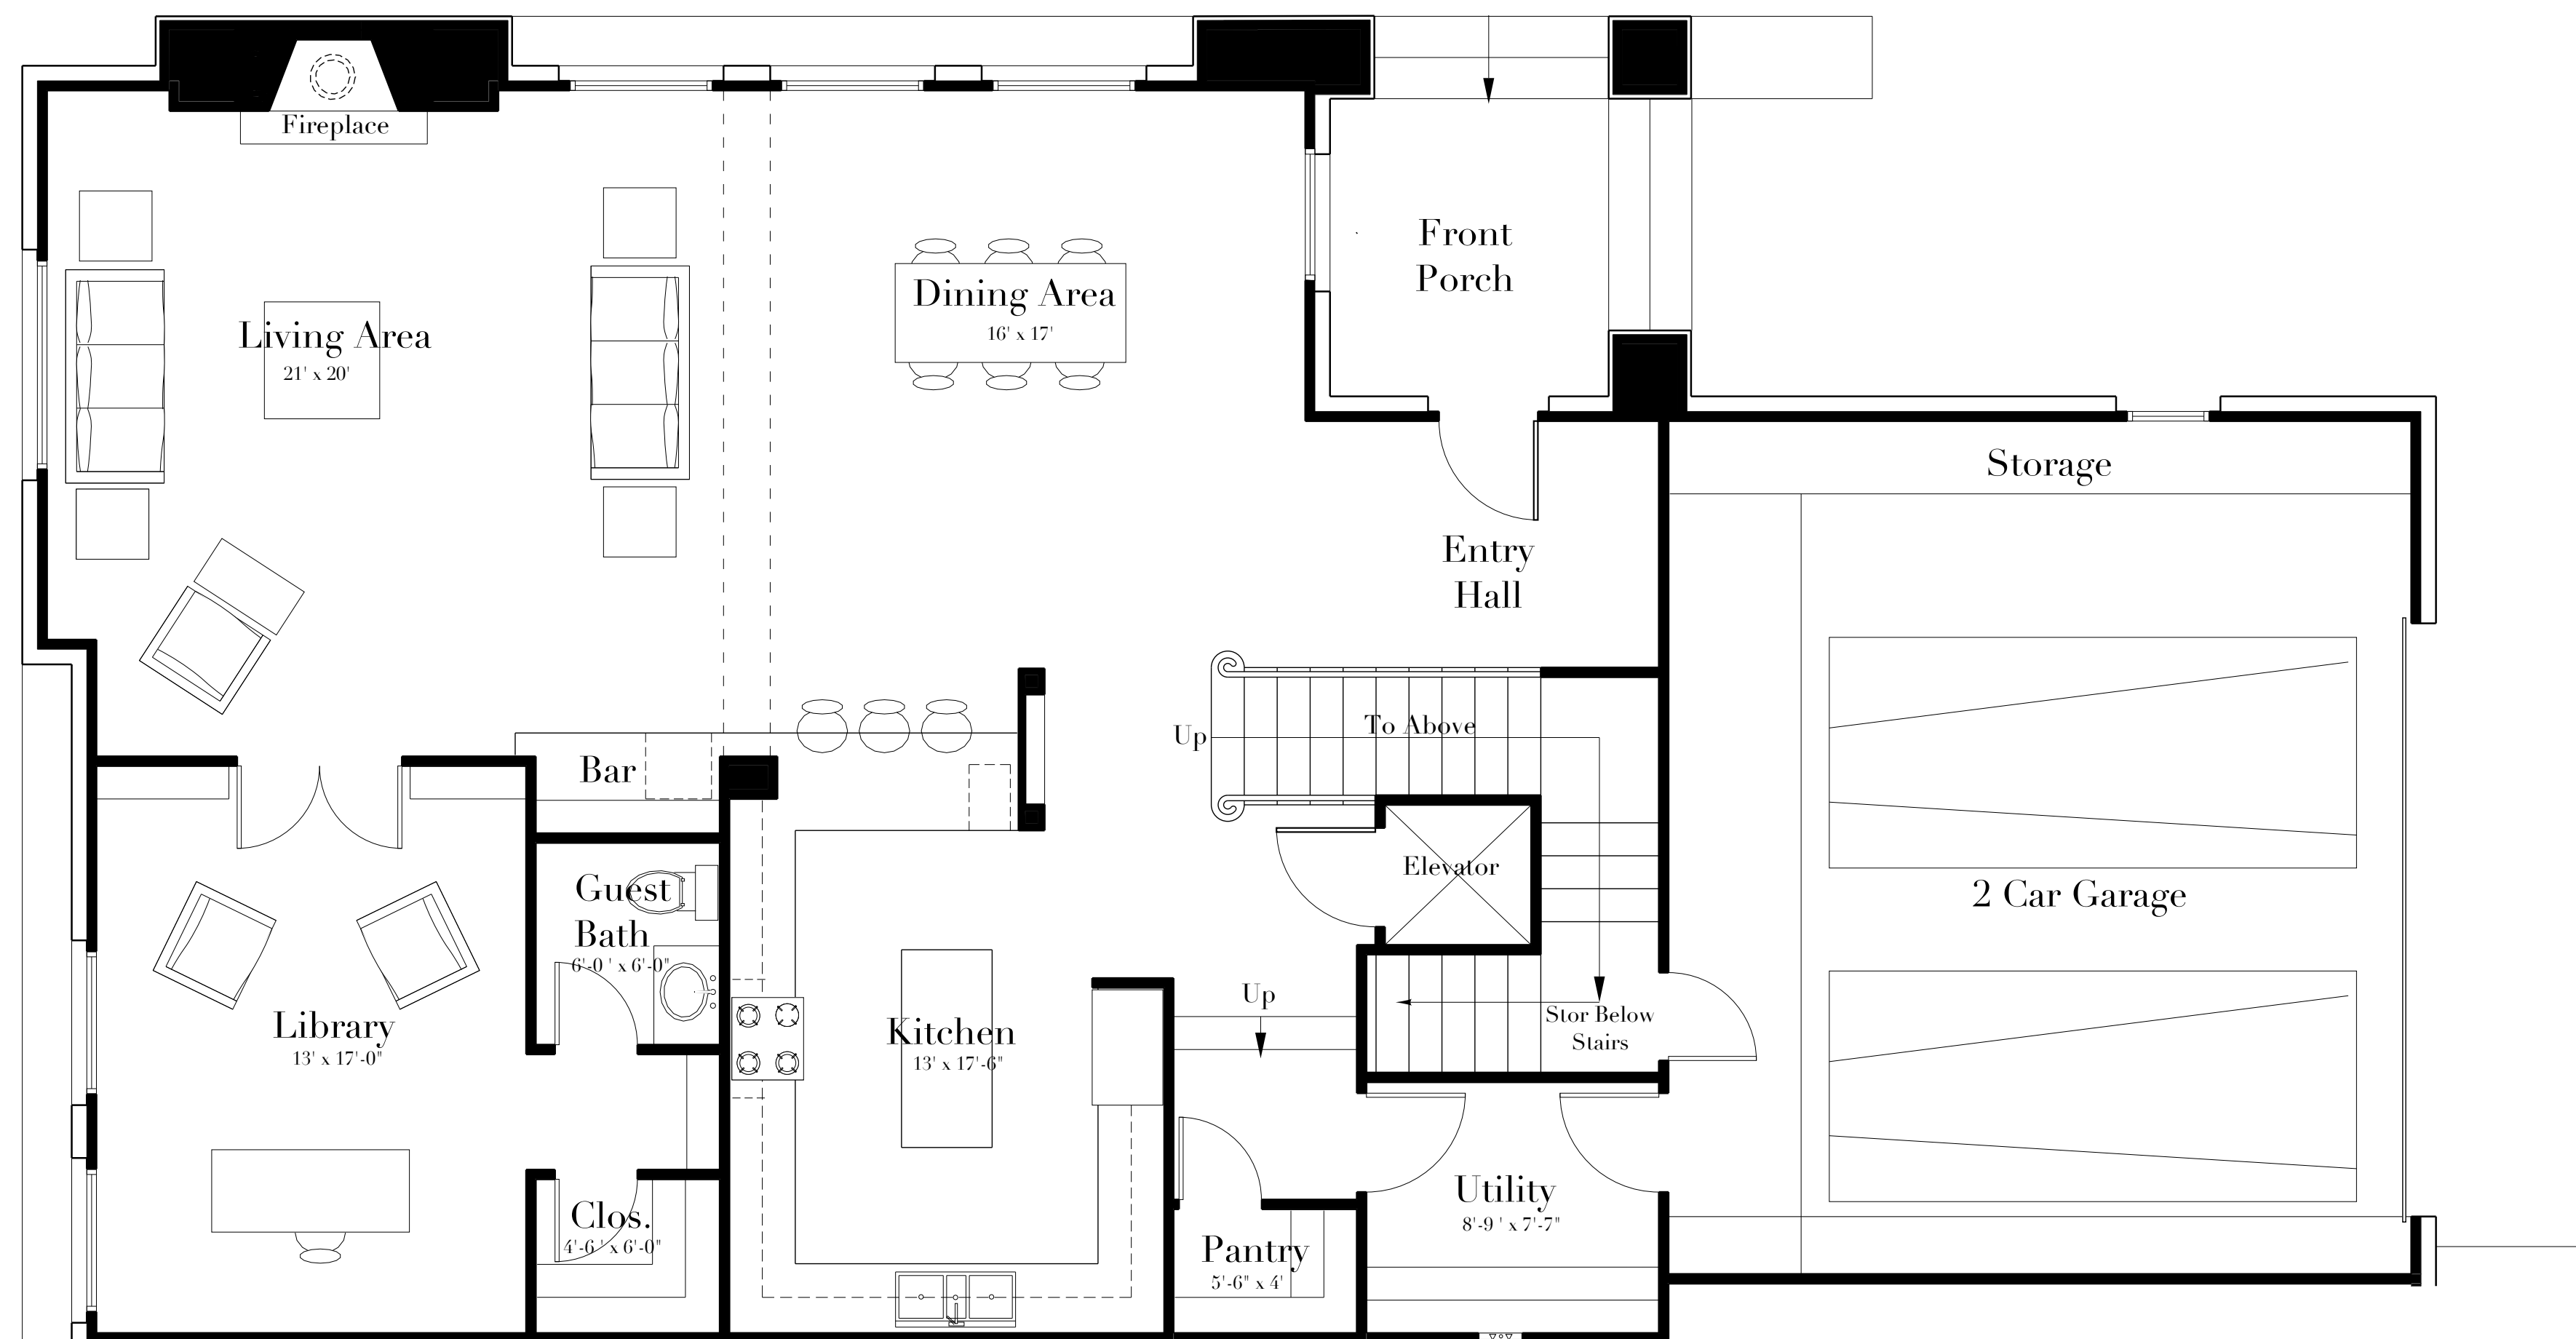 Fireplace
Living Area
21' x 20'
Dining Area
16' x 17'
Front
Porch
Storage
Entry
Hall
Up
To Above
Bar
Elevator
2 Car Garage
Guest
Bath
6'-0 ' x 6'-0"
Library
13' x 17'-0"
Kitchen
13' x 17'-6"
Up
Stor Below
Stairs
Clos.
4'-6 ' x 6'-0"
Pantry
5'-6" x 4'
Utility
8'-9 ' x 7'-7"